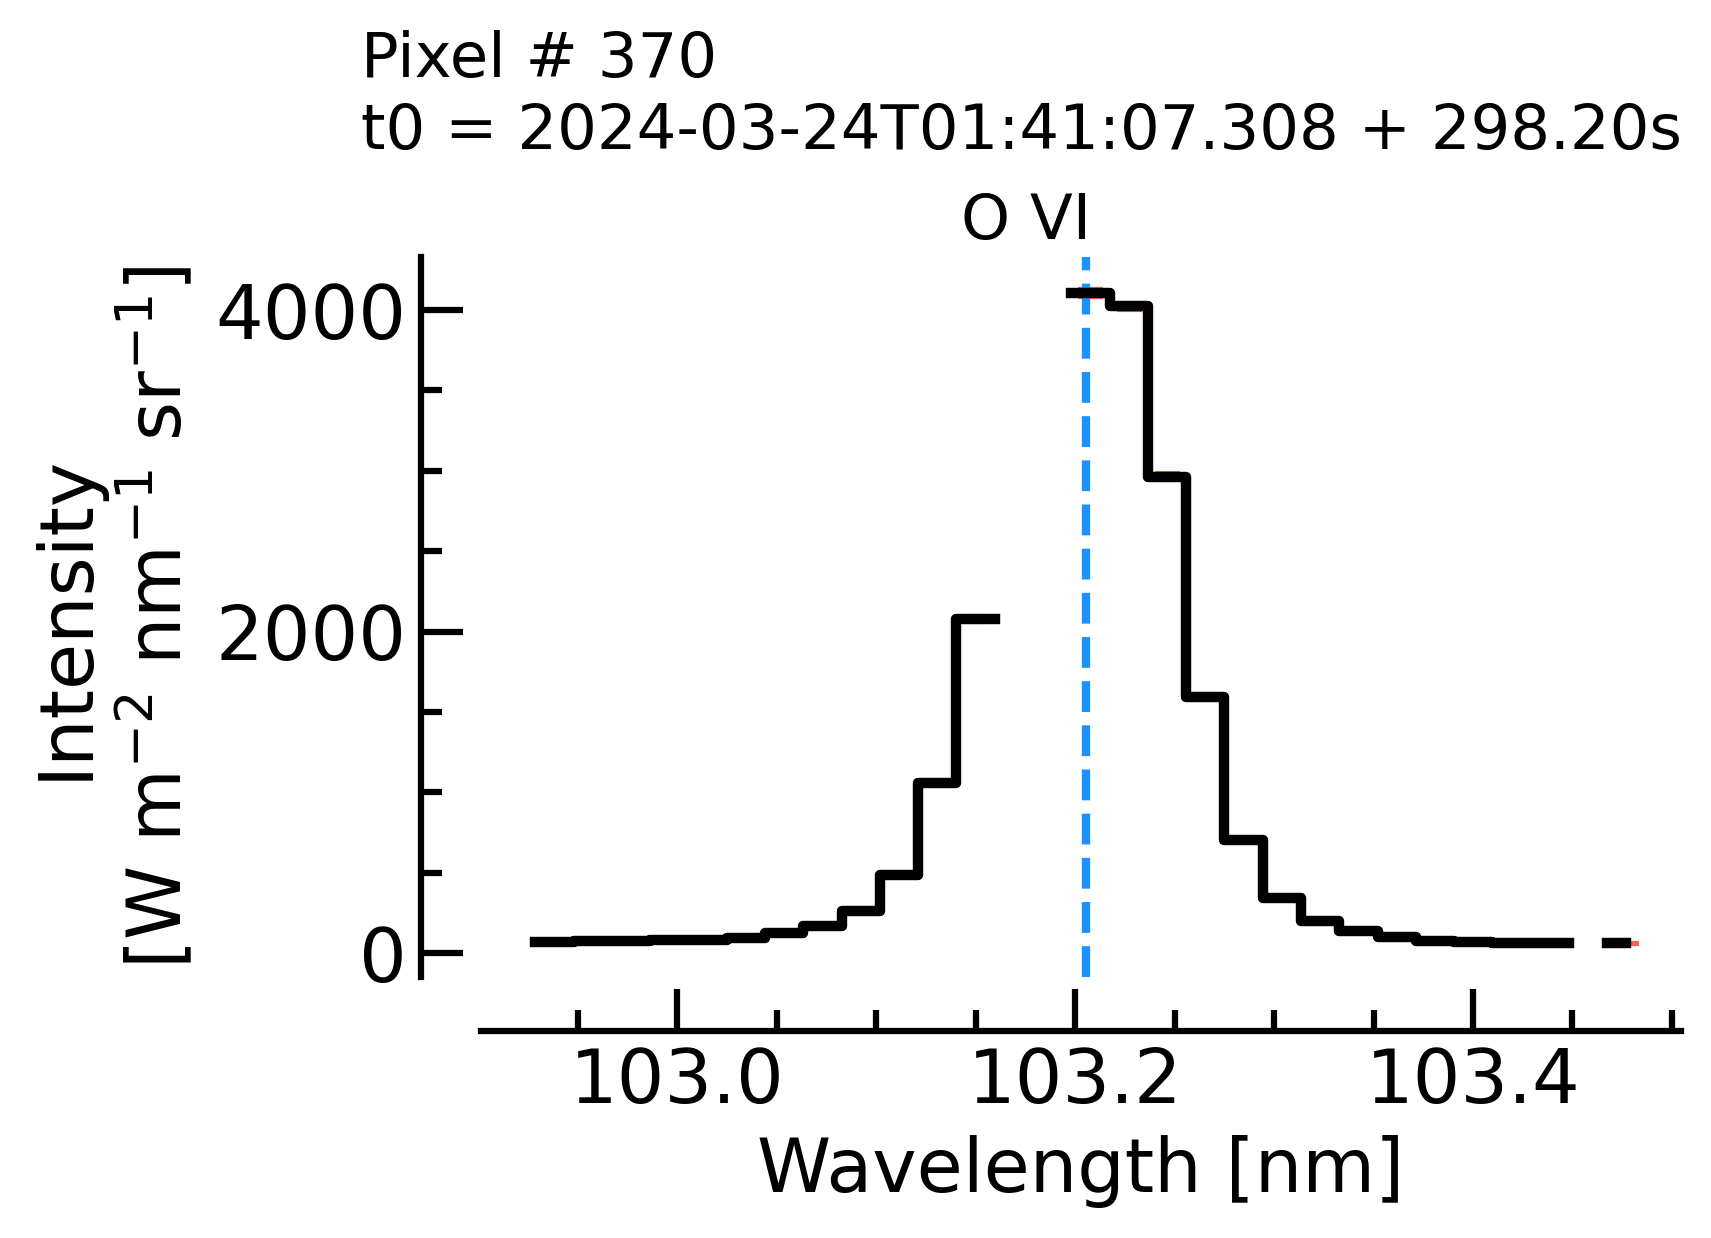 Pixel # 370
t0 = 2024-03-24T01:41:07.308 + 298.20s
O VI
Intensity
[W m⁻² nm⁻¹ sr⁻¹]
4000
2000
0
103.0 103.2 103.4
Wavelength [nm]